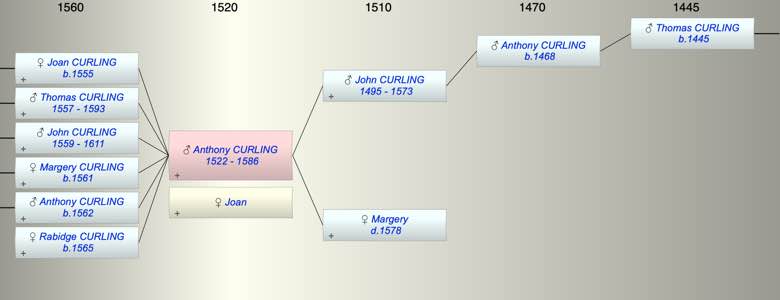 1560 1520 1510 1470 1445
♀ Joan CURLING
b.1555
+
♂ Thomas CURLING
1557 - 1593
+
♂ John CURLING
1559 - 1611
+
♀ Margery CURLING
b.1561
+
♂ Anthony CURLING
b.1562
+
♀ Rabidge CURLING
b.1565
+
♂ Anthony CURLING
1522 - 1586
+
♀ Joan
+
♂ John CURLING
1495 - 1573
+
♀ Margery
d.1578
+
♂ Anthony CURLING
b.1468
♂ Thomas CURLING
b.1445